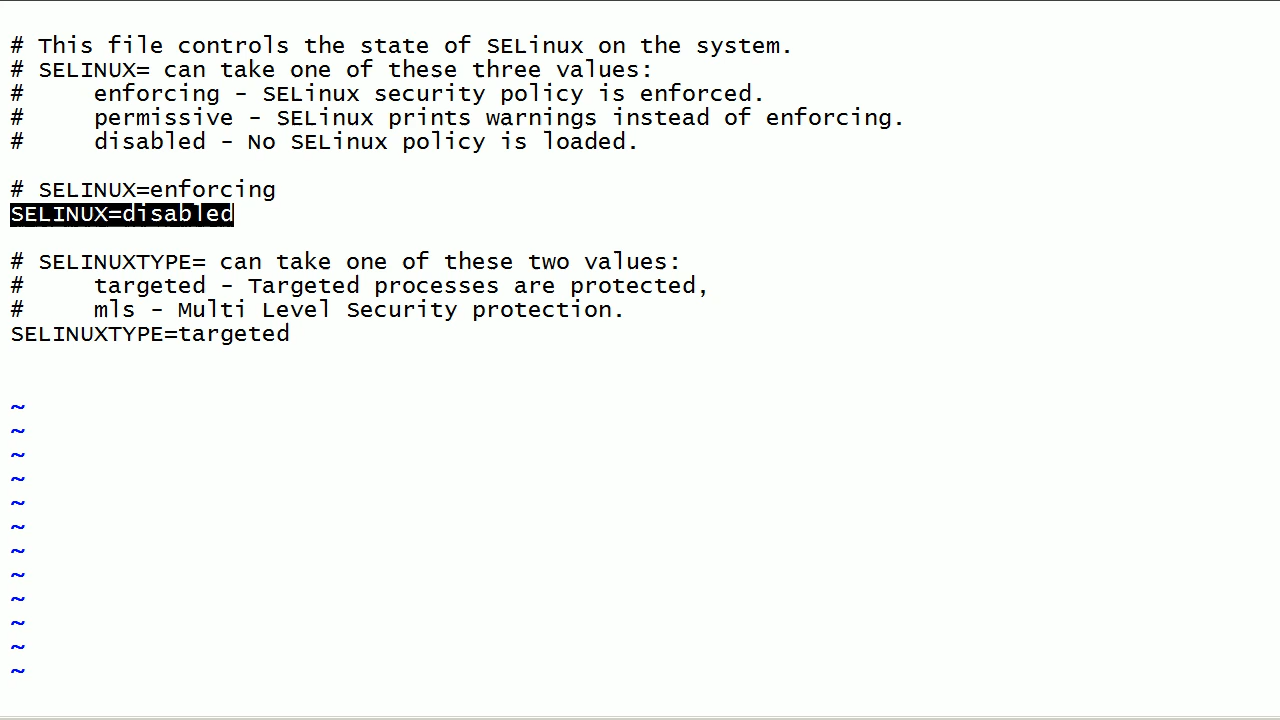 # This file controls the state of SELinux on the system.
# SELINUX= can take one of these three values:
#     enforcing - SELinux security policy is enforced.
#     permissive - SELinux prints warnings instead of enforcing.
#     disabled - No SELinux policy is loaded.
# SELINUX=enforcing
SELINUX=disabled
# SELINUXTYPE= can take one of these two values:
#     targeted - Targeted processes are protected,
#     mls - Multi Level Security protection.
SELINUXTYPE=targeted
~
~
~
~
~
~
~
~
~
~
~
~